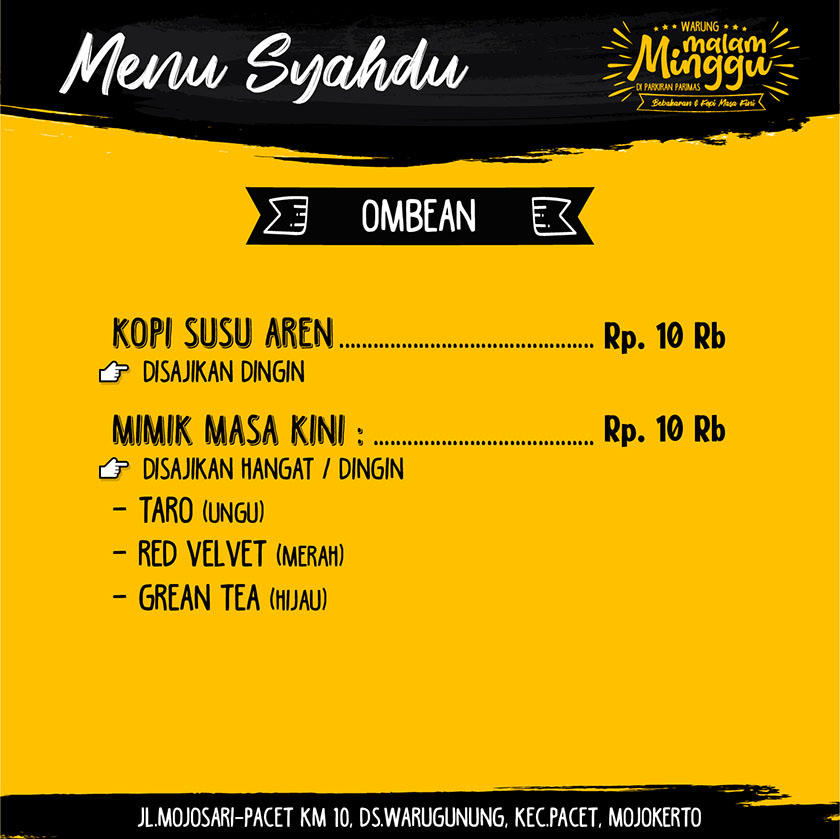 Menu Syahdu
WARUNG
malam
Minggu
DI PARKIRAN PARIMAS
Bebakaran & Kopi Masa Kini
OMBEAN
KOPI SUSU AREN........................................... Rp. 10 Rb
DISAJIKAN DINGIN
MIMIK MASA KINI : ..................................... Rp. 10 Rb
DISAJIKAN HANGAT / DINGIN
- TARO (UNGU)
- RED VELVET (MERAH)
- GREAN TEA (HIJAU)
JL.MOJOSARI-PACET KM 10, DS.WARUGUNUNG, KEC.PACET, MOJOKERTO